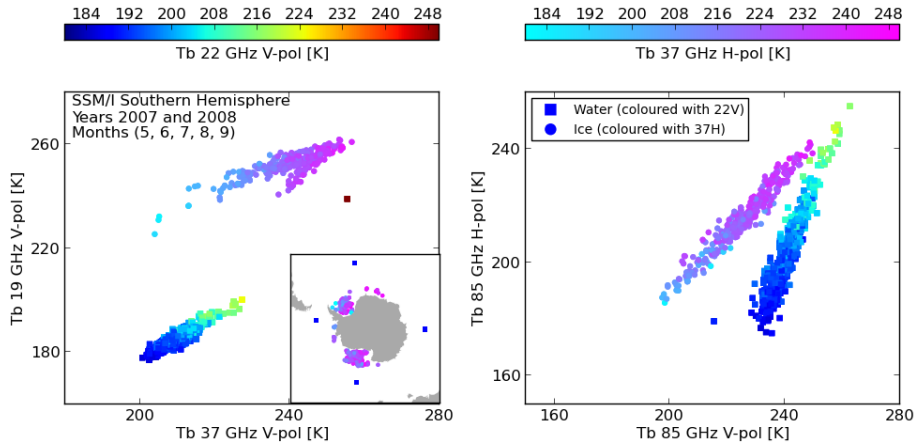 184 192 200 208 216 224 232 240 248
Tb 22 GHz V-pol [K]
184 192 200 208 216 224 232 240 248
Tb 37 GHz H-pol [K]
SSM/I Southern Hemisphere
Years 2007 and 2008
Months (5, 6, 7, 8, 9)
260
220
180
Tb 19 GHz V-pol [K]
200 240 280
Tb 37 GHz V-pol [K]
Water (coloured with 22V)
Ice (coloured with 37H)
250
200
150
Tb 85 GHz H-pol [K]
160 200 240 280
Tb 85 GHz V-pol [K]